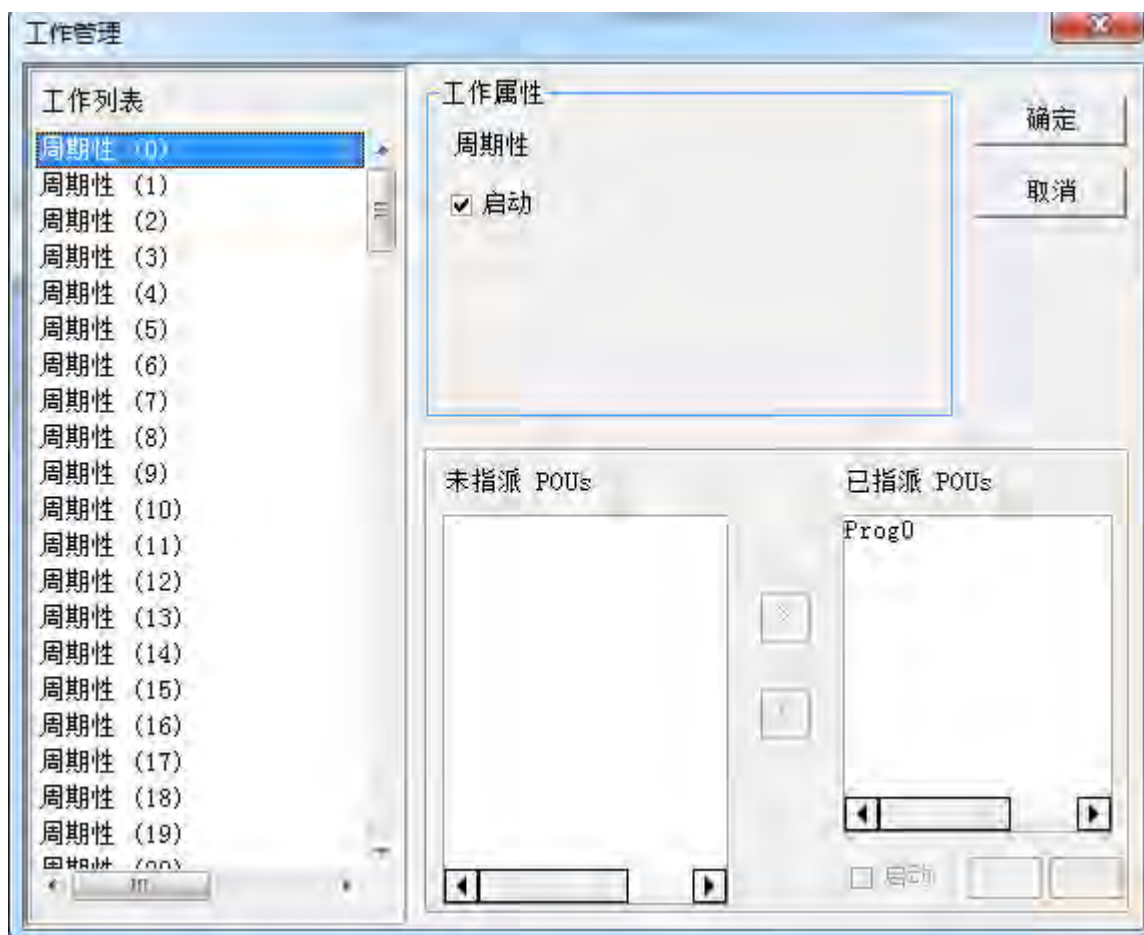 工作管理
工作列表
周期性 (0)
周期性 (1)
周期性 (2)
周期性 (3)
周期性 (4)
周期性 (5)
周期性 (6)
周期性 (7)
周期性 (8)
周期性 (9)
周期性 (10)
周期性 (11)
周期性 (12)
周期性 (13)
周期性 (14)
周期性 (15)
周期性 (16)
周期性 (17)
周期性 (18)
周期性 (19)
周期性 (20)
工作属性
周期性
启动
确定
取消
未指派 POUs
已指派 POUs
Prog0
启动